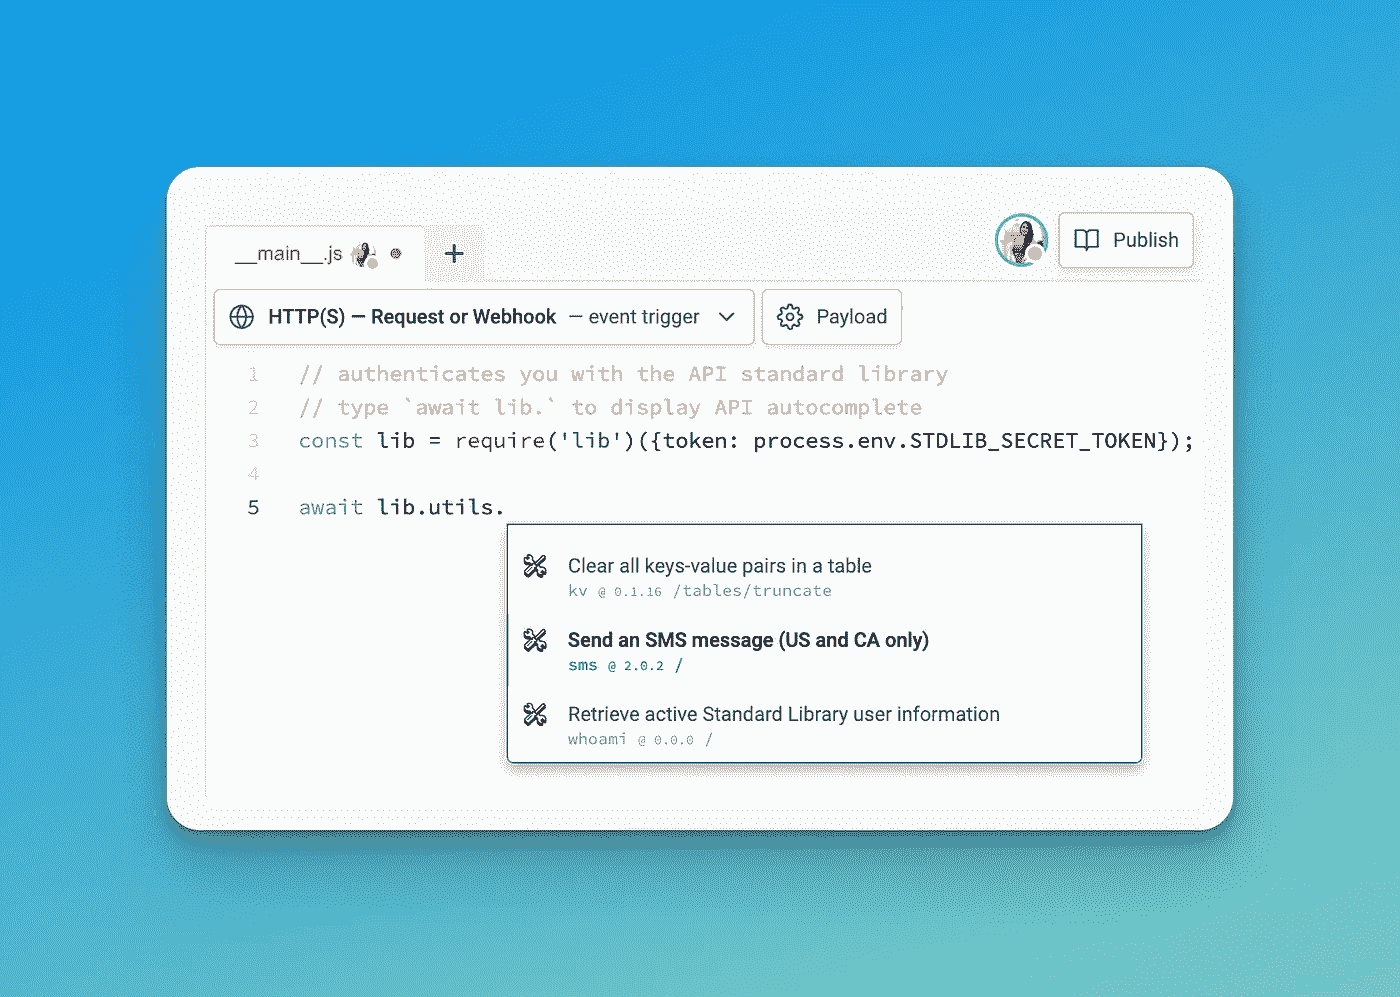 __main__.js
Publish
HTTP(S) — Request or Webhook — event trigger
Payload
1 // authenticates you with the API standard library
2 // type `await lib.` to display API autocomplete
3 const lib = require('lib')({token: process.env.STDLIB_SECRET_TOKEN});
4
5 await lib.utils.
Clear all keys-value pairs in a table
kv @ 0.1.16 /tables/truncate
Send an SMS message (US and CA only)
sms @ 2.0.2 /
Retrieve active Standard Library user information
whoami @ 0.0.0 /